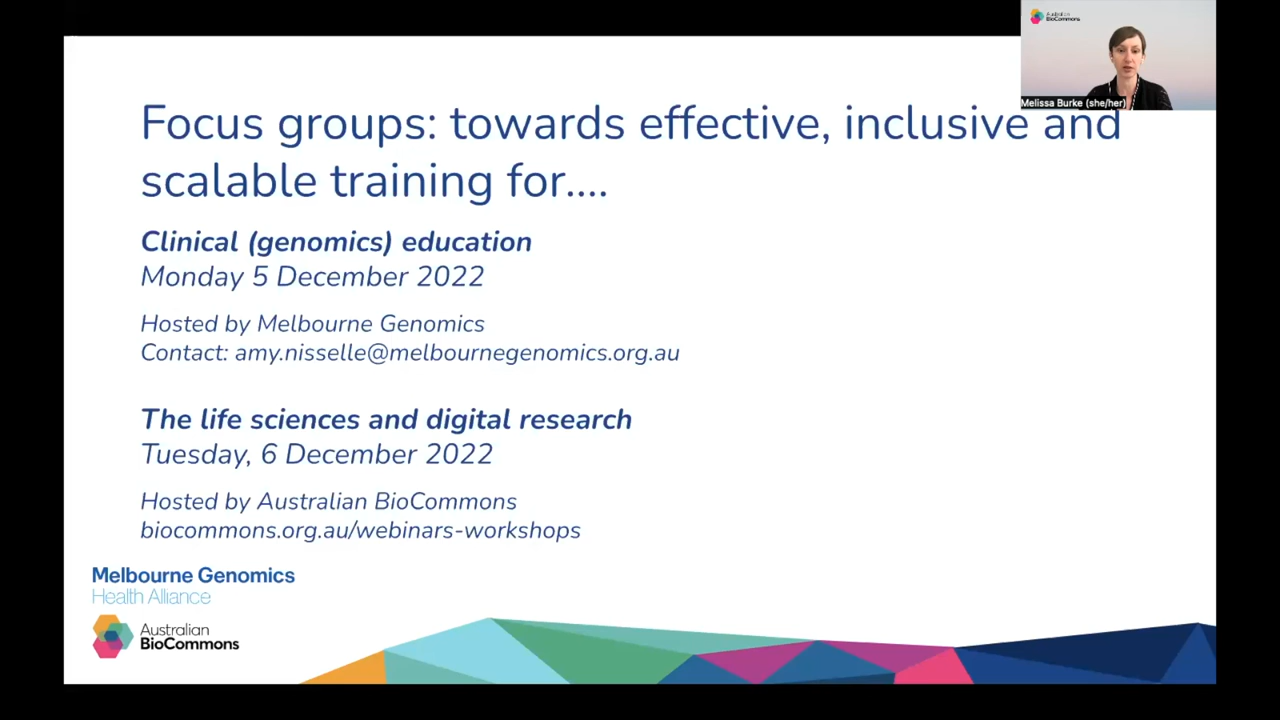 Australian
BioCommons
Melissa Burke (she/her)
Focus groups: towards effective, inclusive and
scalable training for....
Clinical (genomics) education
Monday 5 December 2022
Hosted by Melbourne Genomics
Contact: amy.nisselle@melbournegenomics.org.au
The life sciences and digital research
Tuesday, 6 December 2022
Hosted by Australian BioCommons
biocommons.org.au/webinars-workshops
Melbourne Genomics
Health Alliance
Australian
BioCommons